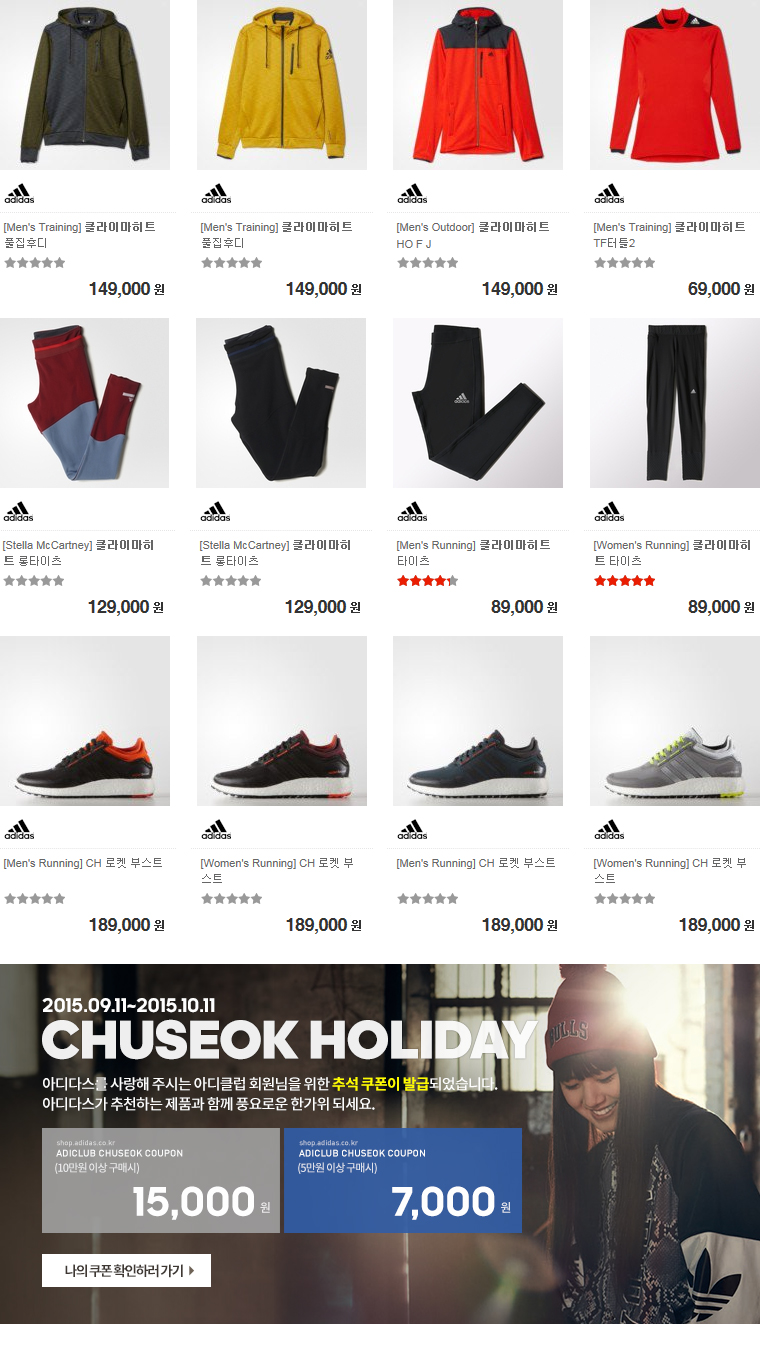 adidas adidas adidas adidas
[Men's Training] 클라이마히트
풀집후디
149,000 원
[Men's Training] 클라이마히트
풀집후디
149,000 원
[Men's Outdoor] 클라이마히트
HO F J
149,000 원
[Men's Training] 클라이마히트
TF터틀2
69,000 원
adidas adidas adidas adidas
[Stella McCartney] 클라이마히
트 롱타이츠
129,000 원
[Stella McCartney] 클라이마히
트 롱타이츠
129,000 원
[Men's Running] 클라이마히트
타이츠
89,000 원
[Women's Running] 클라이마히
트 타이츠
89,000 원
adidas adidas adidas adidas
[Men's Running] CH 로켓 부스트
189,000 원
[Women's Running] CH 로켓 부
스트
189,000 원
[Men's Running] CH 로켓 부스트
189,000 원
[Women's Running] CH 로켓 부
스트
189,000 원
2015.09.11~2015.10.11
CHUSEOK HOLIDAY
아디다스를 사랑해 주시는 아디클럽 회원님을 위한 추석 쿠폰이 발급되었습니다.
아디다스가 추천하는 제품과 함께 풍요로운 한가위 되세요.
shop.adidas.co.kr
ADICLUB CHUSEOK COUPON
(10만원 이상 구매시)
15,000 원
shop.adidas.co.kr
ADICLUB CHUSEOK COUPON
(5만원 이상 구매시)
7,000 원
나의 쿠폰 확인하러 가기
BULLS